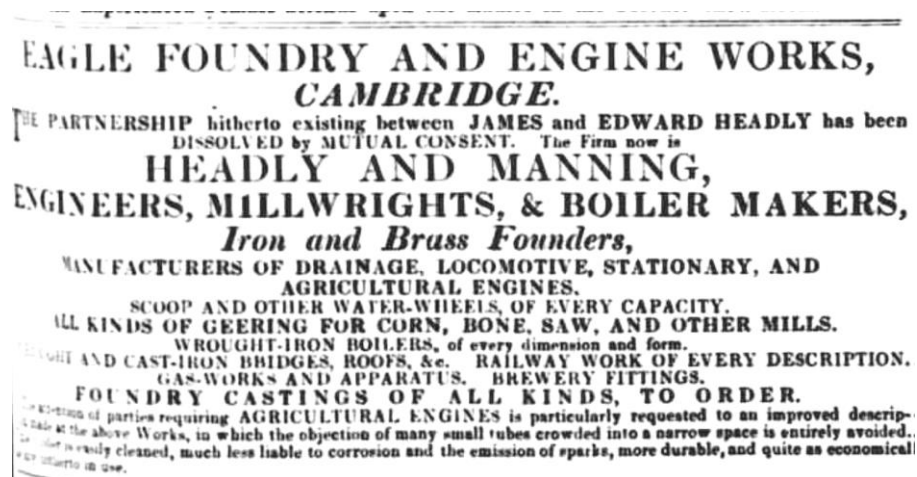 EAGLE FOUNDRY AND ENGINE WORKS,
CAMBRIDGE.
THE PARTNERSHIP hitherto existing between JAMES and EDWARD HEADLY has been
DISSOLVED by MUTUAL CONSENT. The Firm now is
HEADLY AND MANNING,
ENGINEERS, MILLWRIGHTS, & BOILER MAKERS,
Iron and Brass Founders,
MANUFACTURERS OF DRAINAGE, LOCOMOTIVE, STATIONARY, AND
AGRICULTURAL ENGINES.
SCOOP AND OTHER WATER-WHEELS, OF EVERY CAPACITY.
ALL KINDS OF GEERING FOR CORN, BONE, SAW, AND OTHER MILLS.
WROUGHT-IRON BOILERS, of every dimension and form.
AND CAST-IRON BRIDGES, ROOFS, &c. RAILWAY WORK OF EVERY DESCRIPTION.
GAS-WORKS AND APPARATUS. BREWERY FITTINGS.
FOUNDRY CASTINGS OF ALL KINDS, TO ORDER.
of parties requiring AGRICULTURAL ENGINES is particularly requested to an improved descrip-
made at the above Works, in which the objection of many small tubes crowded into a narrow space is entirely avoided.
is easily cleaned, much less liable to corrosion and the emission of sparks, more durable, and quite as economical
hitherto in use.